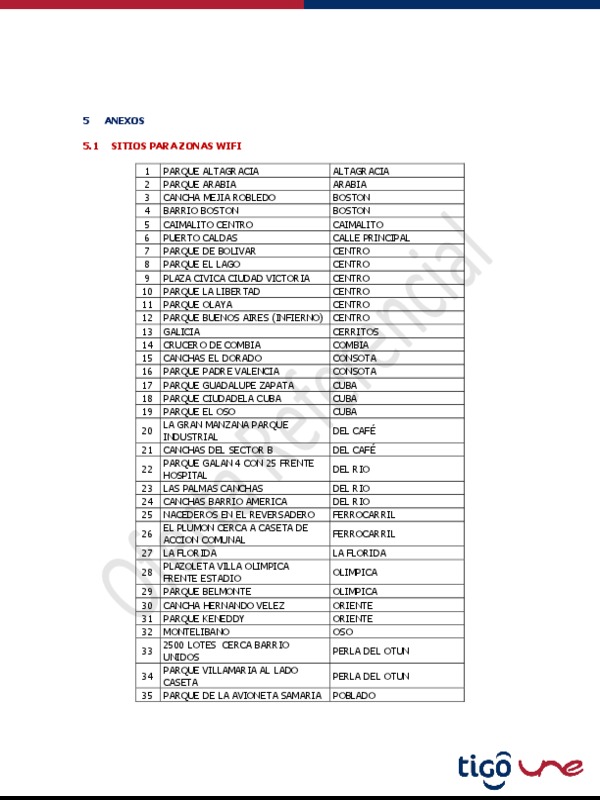 5 ANEXOS
5.1 SITIOS PARA ZONAS WIFI
1 PARQUE ALTAGRACIA ALTAGRACIA
2 PARQUE ARABIA ARABIA
3 CANCHA MEJIA ROBLEDO BOSTON
4 BARRIO BOSTON BOSTON
5 CAIMALITO CENTRO CAIMALITO
6 PUERTO CALDAS CALLE PRINCIPAL
7 PARQUE DE BOLIVAR CENTRO
8 PARQUE EL LAGO CENTRO
9 PLAZA CIVICA CIUDAD VICTORIA CENTRO
10 PARQUE LA LIBERTAD CENTRO
11 PARQUE OLAYA CENTRO
12 PARQUE BUENOS AIRES (INFIERNO) CENTRO
13 GALICIA CERRITOS
14 CRUCERO DE COMBIA COMBIA
15 CANCHAS EL DORADO CONSOTA
16 PARQUE PADRE VALENCIA CONSOTA
17 PARQUE GUADALUPE ZAPATA CUBA
18 PARQUE CIUDADELA CUBA CUBA
19 PARQUE EL OSO CUBA
20 LA GRAN MANZANA PARQUE
INDUSTRIAL DEL CAFÉ
21 CANCHAS DEL SECTOR B DEL CAFÉ
22 PARQUE GALAN 4 CON 25 FRENTE
HOSPITAL DEL RIO
23 LAS PALMAS CANCHAS DEL RIO
24 CANCHAS BARRIO AMERICA DEL RIO
25 NACEDEROS EN EL REVERSADERO FERROCARRIL
26 EL PLUMON CERCA A CASETA DE
ACCION COMUNAL FERROCARRIL
27 LA FLORIDA LA FLORIDA
28 PLAZOLETA VILLA OLIMPICA
FRENTE ESTADIO OLIMPICA
29 PARQUE BELMONTE OLIMPICA
30 CANCHA HERNANDO VELEZ ORIENTE
31 PARQUE KENEDDY ORIENTE
32 MONTELIBANO OSO
33 2500 LOTES CERCA BARRIO
UNIDOS PERLA DEL OTUN
34 PARQUE VILLAMARIA AL LADO
CASETA PERLA DEL OTUN
35 PARQUE DE LA AVIONETA SAMARIA POBLADO
Oferta Referencial
tigo une